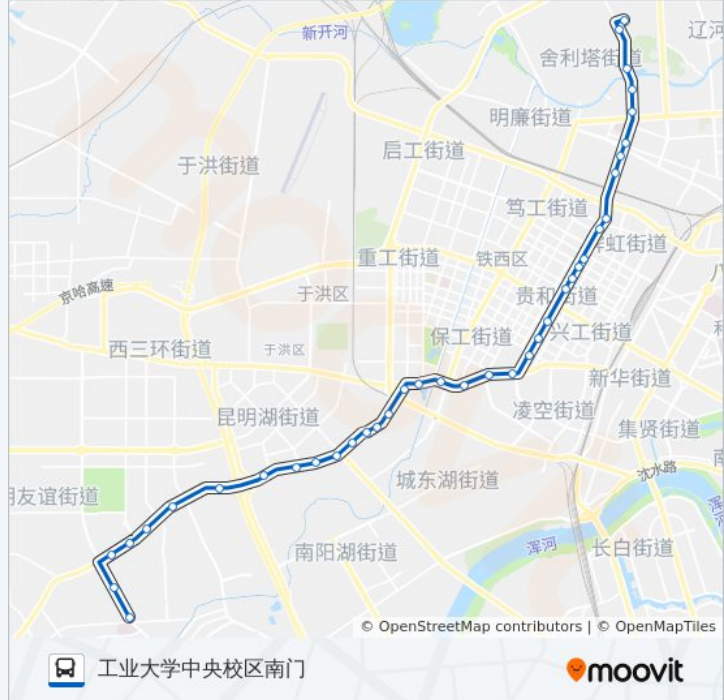 新开河
辽河
舍利塔街道
明廉街道
启工街道
于洪街道
笃工街道
虹街道
重工街道
铁西区
京哈高速
于洪区
贵和街道
保工街道
兴工街道
西三环街道
于洪区
新华街道
昆明湖街道
凌空街道
集贤街道
沈水路
城东湖街道
友谊街道
浑河
长白街道
南阳湖街道
© OpenStreetMap contributors | © OpenMapTiles
工业大学中央校区南门
moovit